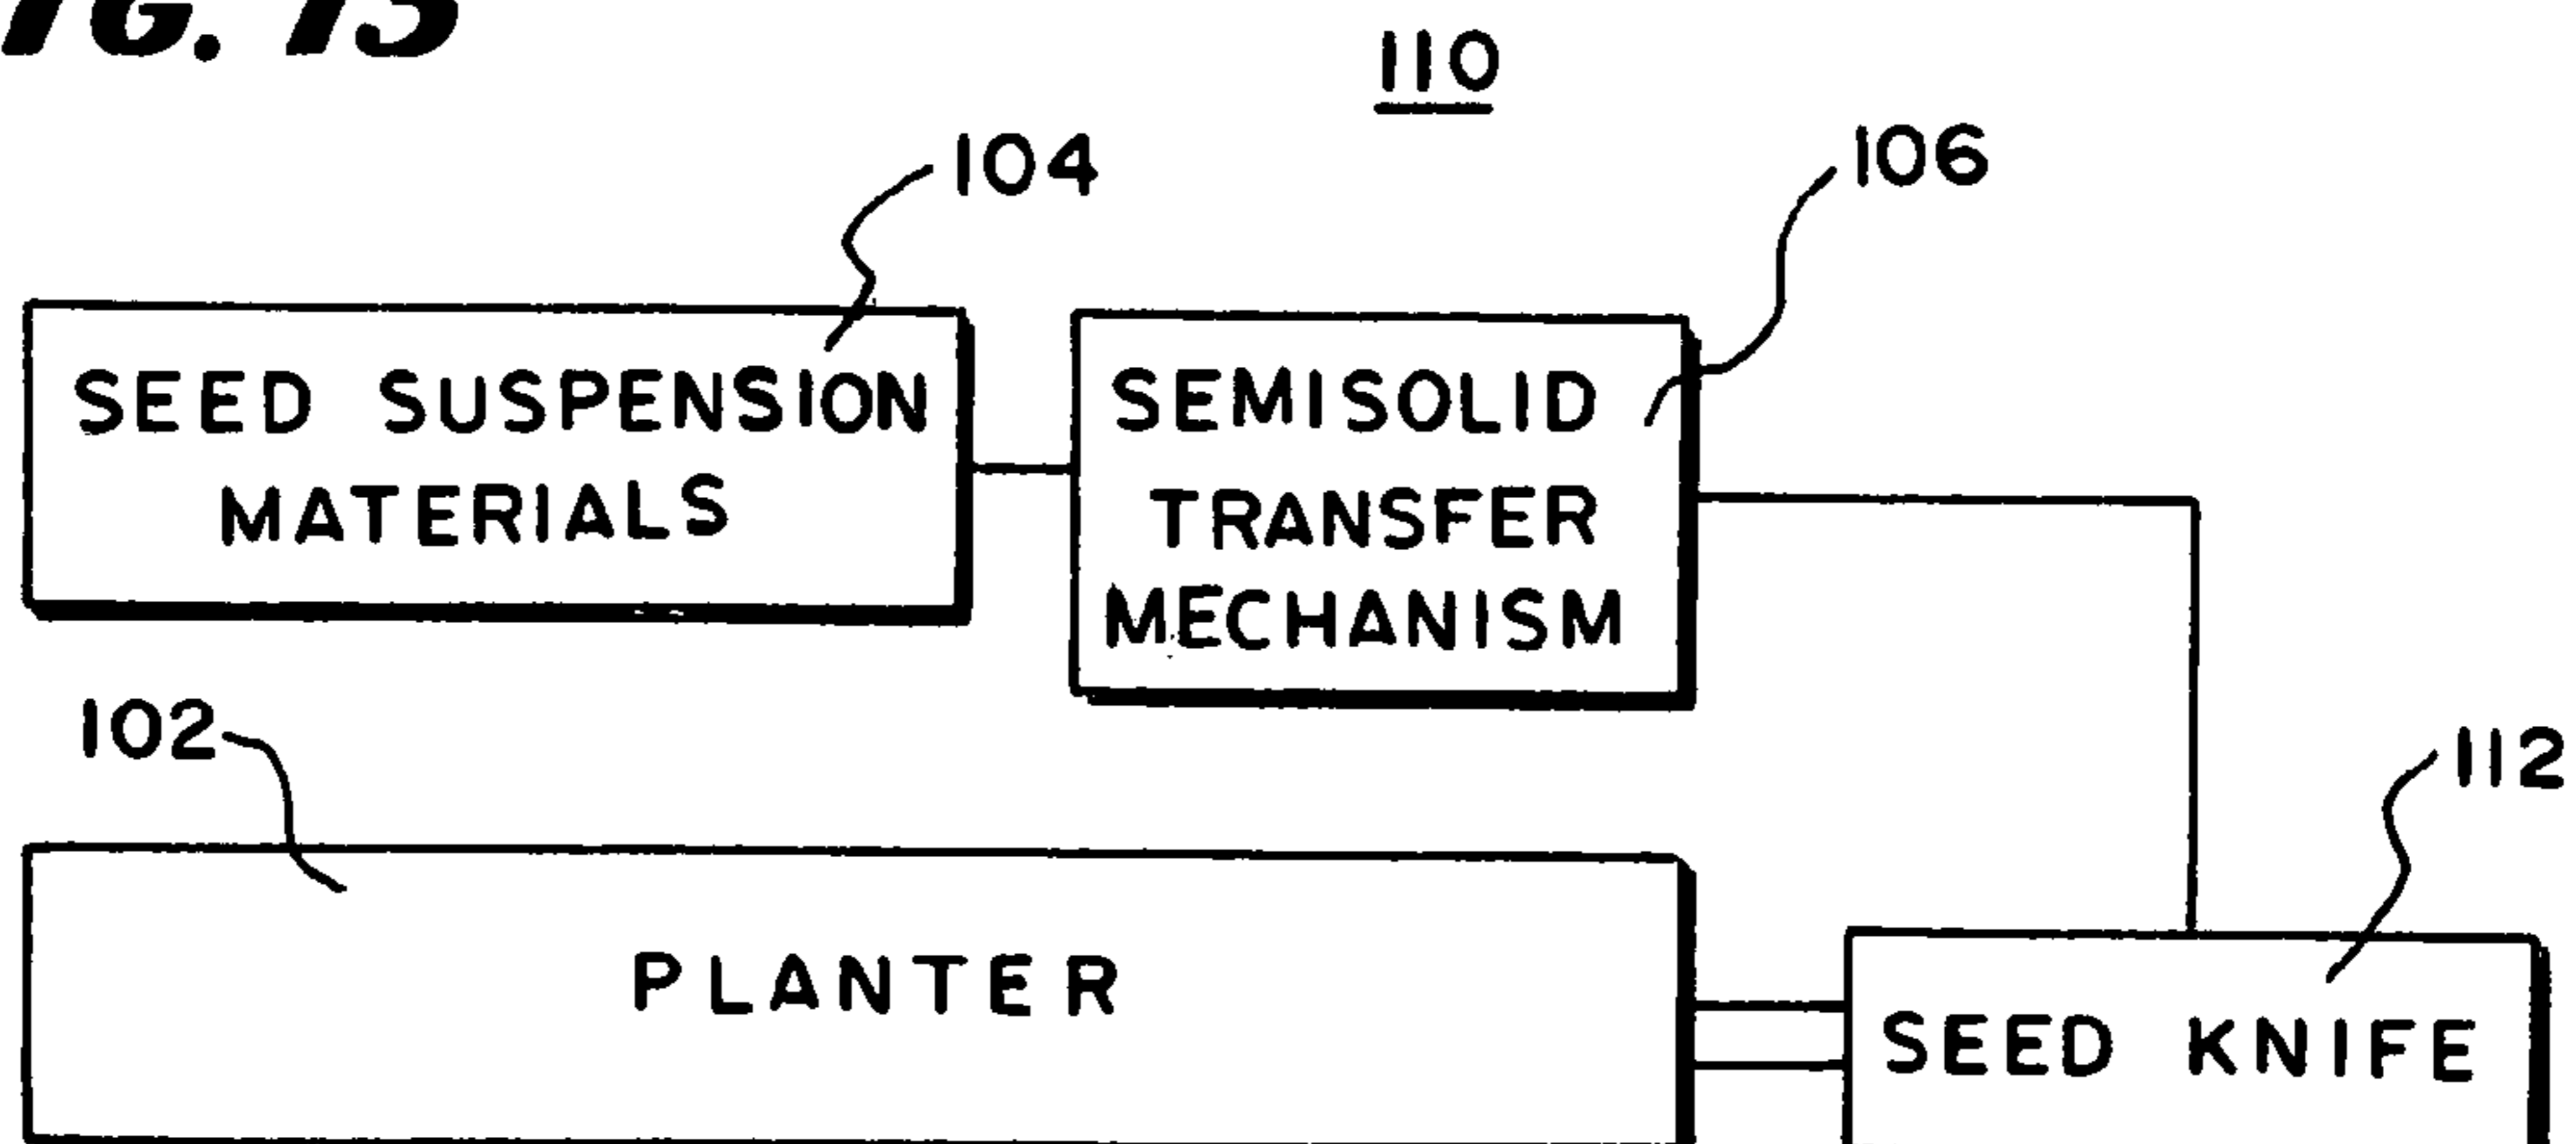 FIG. 13
110
104
106
SEED SUSPENSION
MATERIALS
SEMISOLID
TRANSFER
MECHANISM
102
112
PLANTER
SEED KNIFE